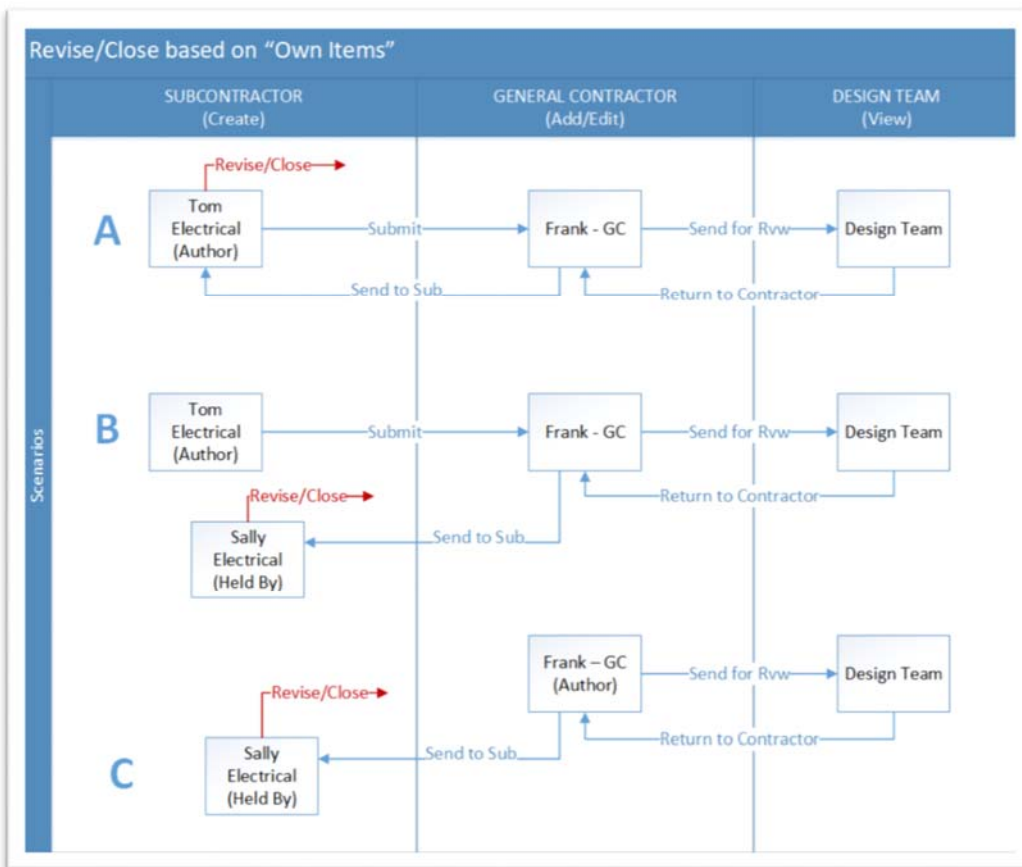 Revise/Close based on “Own Items”
SUBCONTRACTOR
(Create)
GENERAL CONTRACTOR
(Add/Edit)
DESIGN TEAM
(View)
Scenarios
A
Revise/Close
Tom
Electrical
(Author)
Submit
Frank - GC
Send for Rvw
Design Team
Send to Sub
Return to Contractor
B
Tom
Electrical
(Author)
Submit
Frank - GC
Send for Rvw
Design Team
Revise/Close
Return to Contractor
Sally
Electrical
(Held By)
Send to Sub
C
Frank – GC
(Author)
Send for Rvw
Design Team
Revise/Close
Return to Contractor
Sally
Electrical
(Held By)
Send to Sub